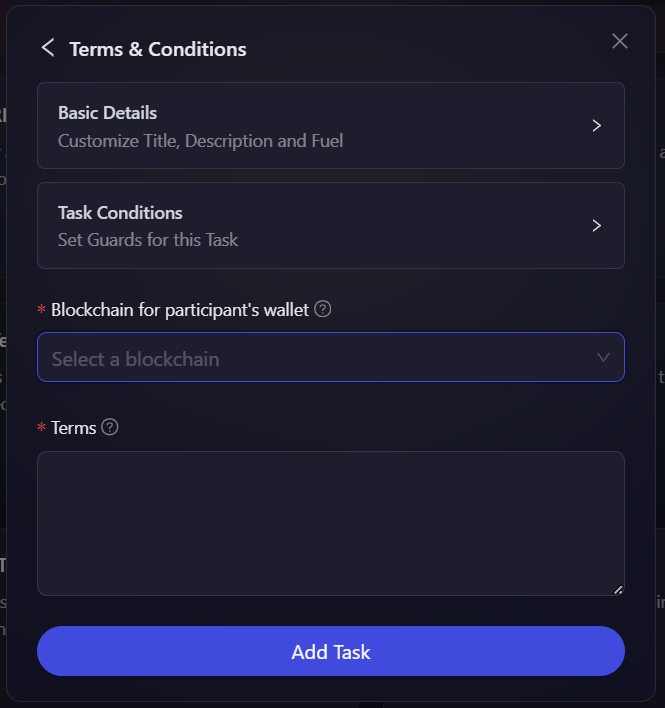 Terms & Conditions
Basic Details
Customize Title, Description and Fuel
Task Conditions
Set Guards for this Task
* Blockchain for participant's wallet ?
Select a blockchain
* Terms ?
Add Task